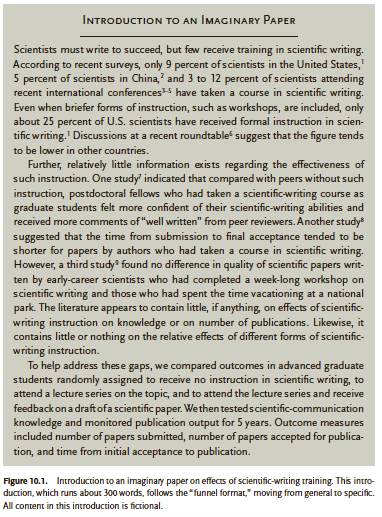 INTRODUCTION TO AN IMAGINARY PAPER
Scientists must write to succeed, but few receive training in scientific writing.
According to recent surveys, only 9 percent of scientists in the United States,1
5 percent of scientists in China,2 and 3 to 12 percent of scientists attending
recent international conferences3–5 have taken a course in scientific writing.
Even when briefer forms of instruction, such as workshops, are included, only
about 25 percent of U.S. scientists have received formal instruction in scien-
tific writing.1 Discussions at a recent roundtable6 suggest that the figure tends
to be lower in other countries.
Further, relatively little information exists regarding the effectiveness of
such instruction. One study7 indicated that compared with peers without such
instruction, postdoctoral fellows who had taken a scientific-writing course as
graduate students felt more confident of their scientific-writing abilities and
received more comments of “well written” from peer reviewers. Another study8
suggested that the time from submission to final acceptance tended to be
shorter for papers by authors who had taken a course in scientific writing.
However, a third study9 found no difference in quality of scientific papers writ-
ten by early-career scientists who had completed a week-long workshop on
scientific writing and those who had spent the time vacationing at a national
park. The literature appears to contain little, if anything, on effects of scientific-
writing instruction on knowledge or on number of publications. Likewise, it
contains little or nothing on the relative effects of different forms of scientific-
writing instruction.
To help address these gaps, we compared outcomes in advanced graduate
students randomly assigned to receive no instruction in scientific writing, to
attend a lecture series on the topic, and to attend the lecture series and receive
feedback on a draft of a scientific paper. We then tested scientific-communication
knowledge and monitored publication output for 5 years. Outcome measures
included number of papers submitted, number of papers accepted for publica-
tion, and time from initial acceptance to publication.
Figure 10.1. Introduction to an imaginary paper on effects of scientific-writing training. This intro-
duction, which runs about 300 words, follows the “funnel format,” moving from general to specific.
All content in this introduction is fictional.